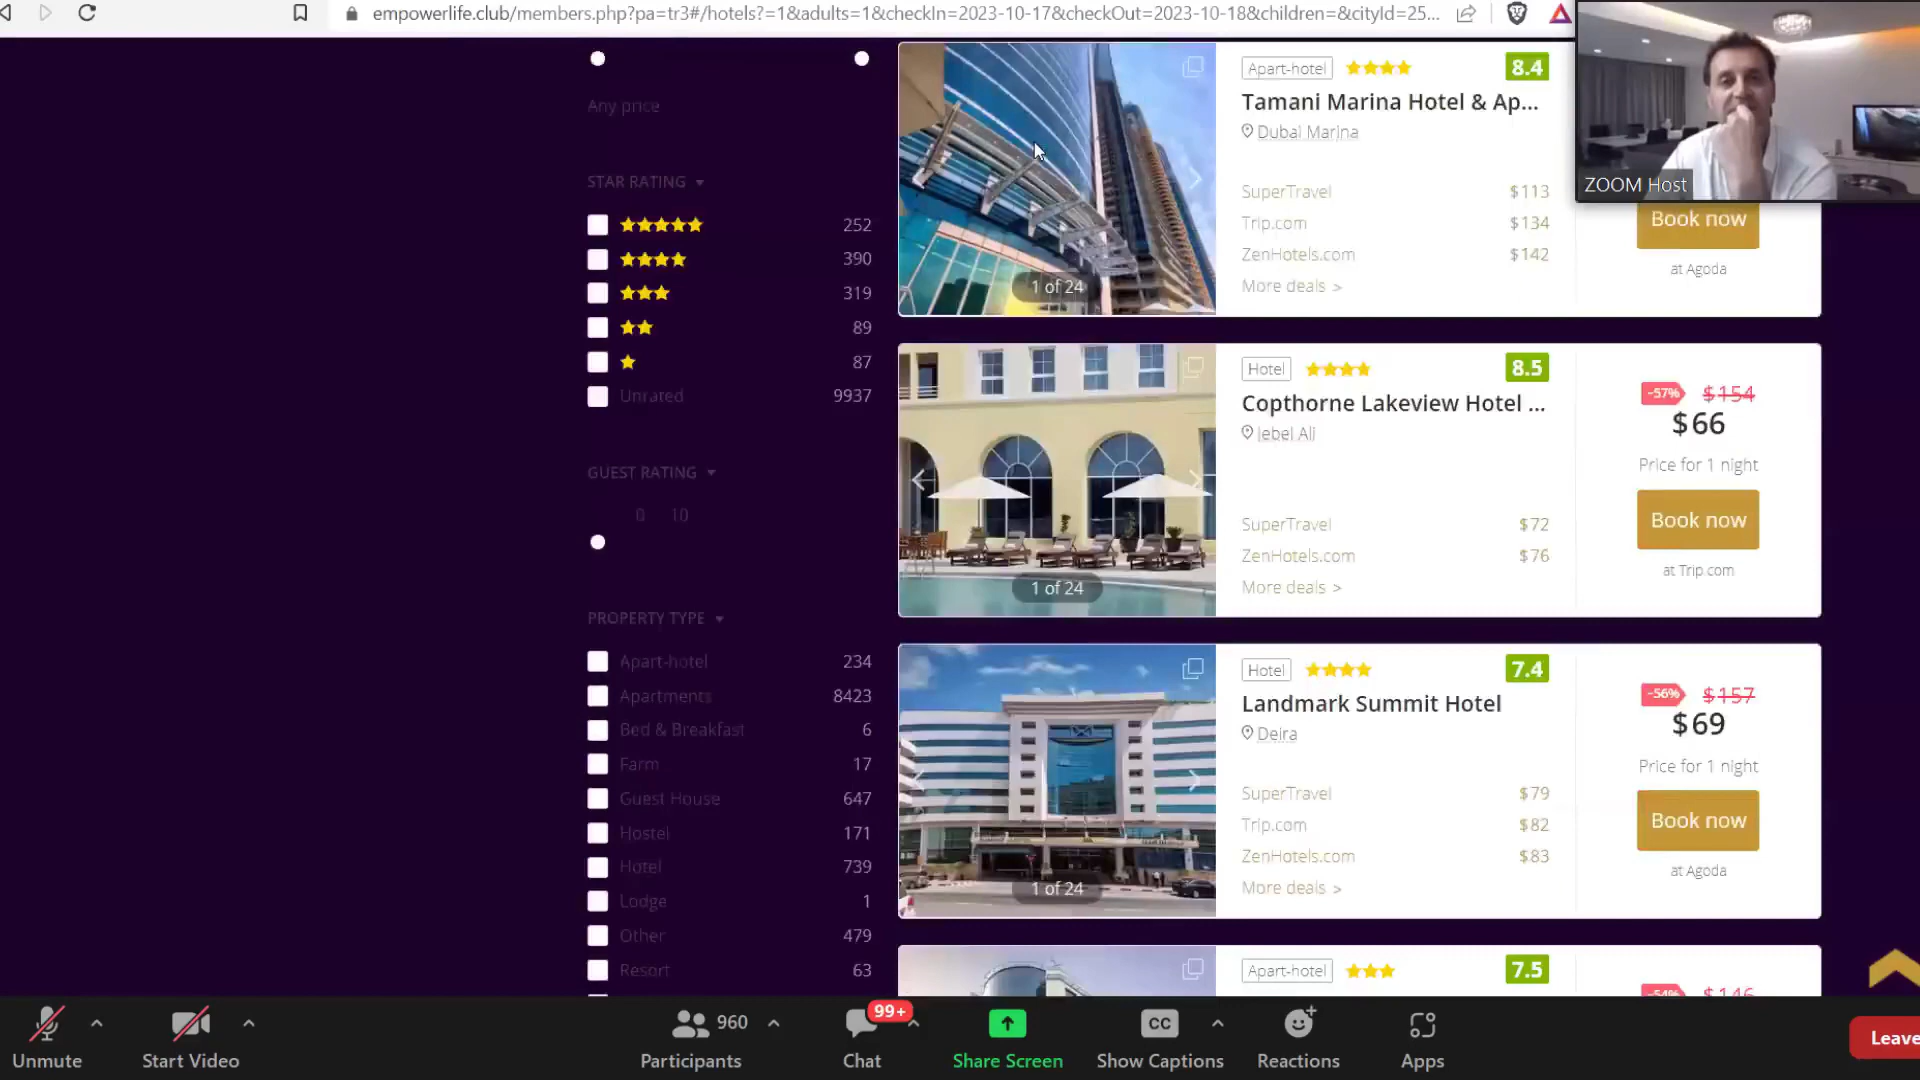 empowerlife.club/members.php?pa=tr3#/hotels?=1&adults=1&checkIn=2023-10-17&checkOut=2023-10-18&children=&cityId=25...
Any price
STAR RATING
252
390
319
89
87
Unrated 9937
GUEST RATING
0 10
PROPERTY TYPE
Apart-hotel 234
Apartments 8423
Bed & Breakfast 6
Farm 17
Guest House 647
Hostel 171
Hotel 739
Lodge 1
Other 479
Resort 63
1 of 24
Apart-hotel 8.4
Tamani Marina Hotel & Ap...
Dubai Marina
SuperTravel $113
Trip.com $134
ZenHotels.com $142
More deals >
Book now
at Agoda
ZOOM Host
1 of 24
Hotel 8.5
Copthorne Lakeview Hotel ...
Jebel Ali
SuperTravel $72
ZenHotels.com $76
More deals >
-57% $154
$66
Price for 1 night
Book now
at Trip.com
1 of 24
Hotel 7.4
Landmark Summit Hotel
Deira
SuperTravel $79
Trip.com $82
ZenHotels.com $83
More deals >
-56% $157
$69
Price for 1 night
Book now
at Agoda
Apart-hotel 7.5
-54% $146
Unmute
Start Video
960
Participants
99+
Chat
Share Screen
CC
Show Captions
Reactions
Apps
Leave